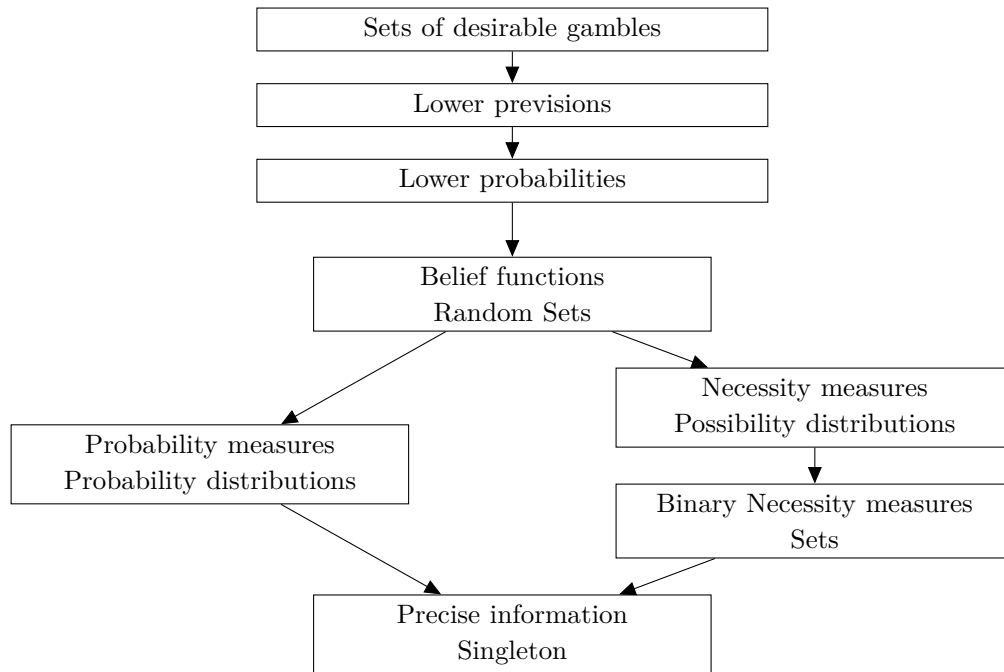 Sets of desirable gambles
Lower previsions
Lower probabilities
Belief functions
Random Sets
Necessity measures
Possibility distributions
Probability measures
Probability distributions
Binary Necessity measures
Sets
Precise information
Singleton